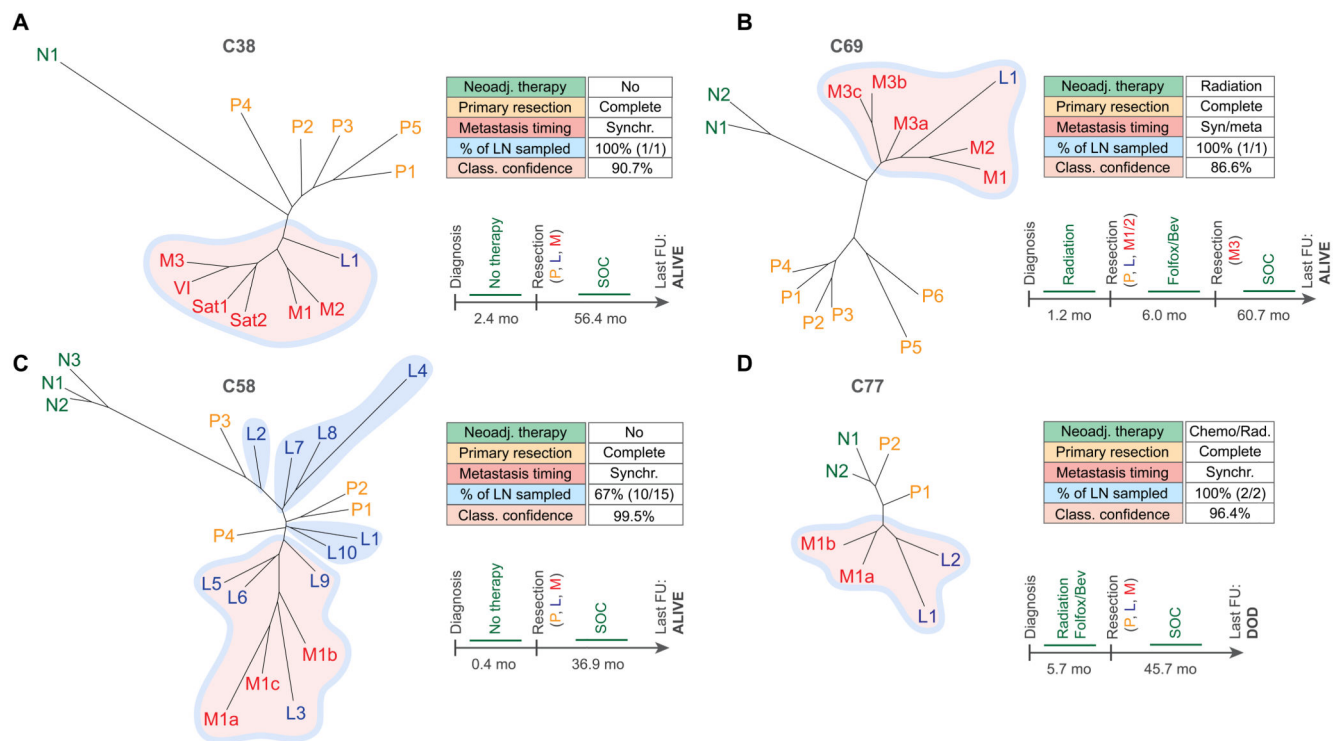 A
C38
N1
P4
P2
P3
P5
P1
L1
M3
VI
Sat1
Sat2
M1
M2
Neoadj. therapy No
Primary resection Complete
Metastasis timing Synchr.
% of LN sampled 100% (1/1)
Class. confidence 90.7%
Diagnosis
No therapy
Resection
(P, L, M)
SOC
Last FU:
ALIVE
2.4 mo
56.4 mo
B
C69
N2
N1
M3c
M3b
M3a
L1
M2
M1
P4
P1
P2
P3
P6
P5
Neoadj. therapy Radiation
Primary resection Complete
Metastasis timing Syn/meta
% of LN sampled 100% (1/1)
Class. confidence 86.6%
Diagnosis
Radiation
Resection
(P, L, M1/2)
Folfox/Bev
Resection
(M3)
SOC
Last FU:
ALIVE
1.2 mo
6.0 mo
60.7 mo
C
C58
N3
N1
N2
P3
L2
L7
L8
L4
P2
P1
P4
L1
L10
L5
L6
L9
M1b
M1c
M1a
L3
Neoadj. therapy No
Primary resection Complete
Metastasis timing Synchr.
% of LN sampled 67% (10/15)
Class. confidence 99.5%
Diagnosis
No therapy
Resection
(P, L, M)
SOC
Last FU:
ALIVE
0.4 mo
36.9 mo
D
C77
N1
N2
P2
P1
M1b
M1a
L2
L1
Neoadj. therapy Chemo/Rad.
Primary resection Complete
Metastasis timing Synchr.
% of LN sampled 100% (2/2)
Class. confidence 96.4%
Diagnosis
Radiation
Folfox/Bev
Resection
(P, L, M)
SOC
Last FU:
DOD
5.7 mo
45.7 mo